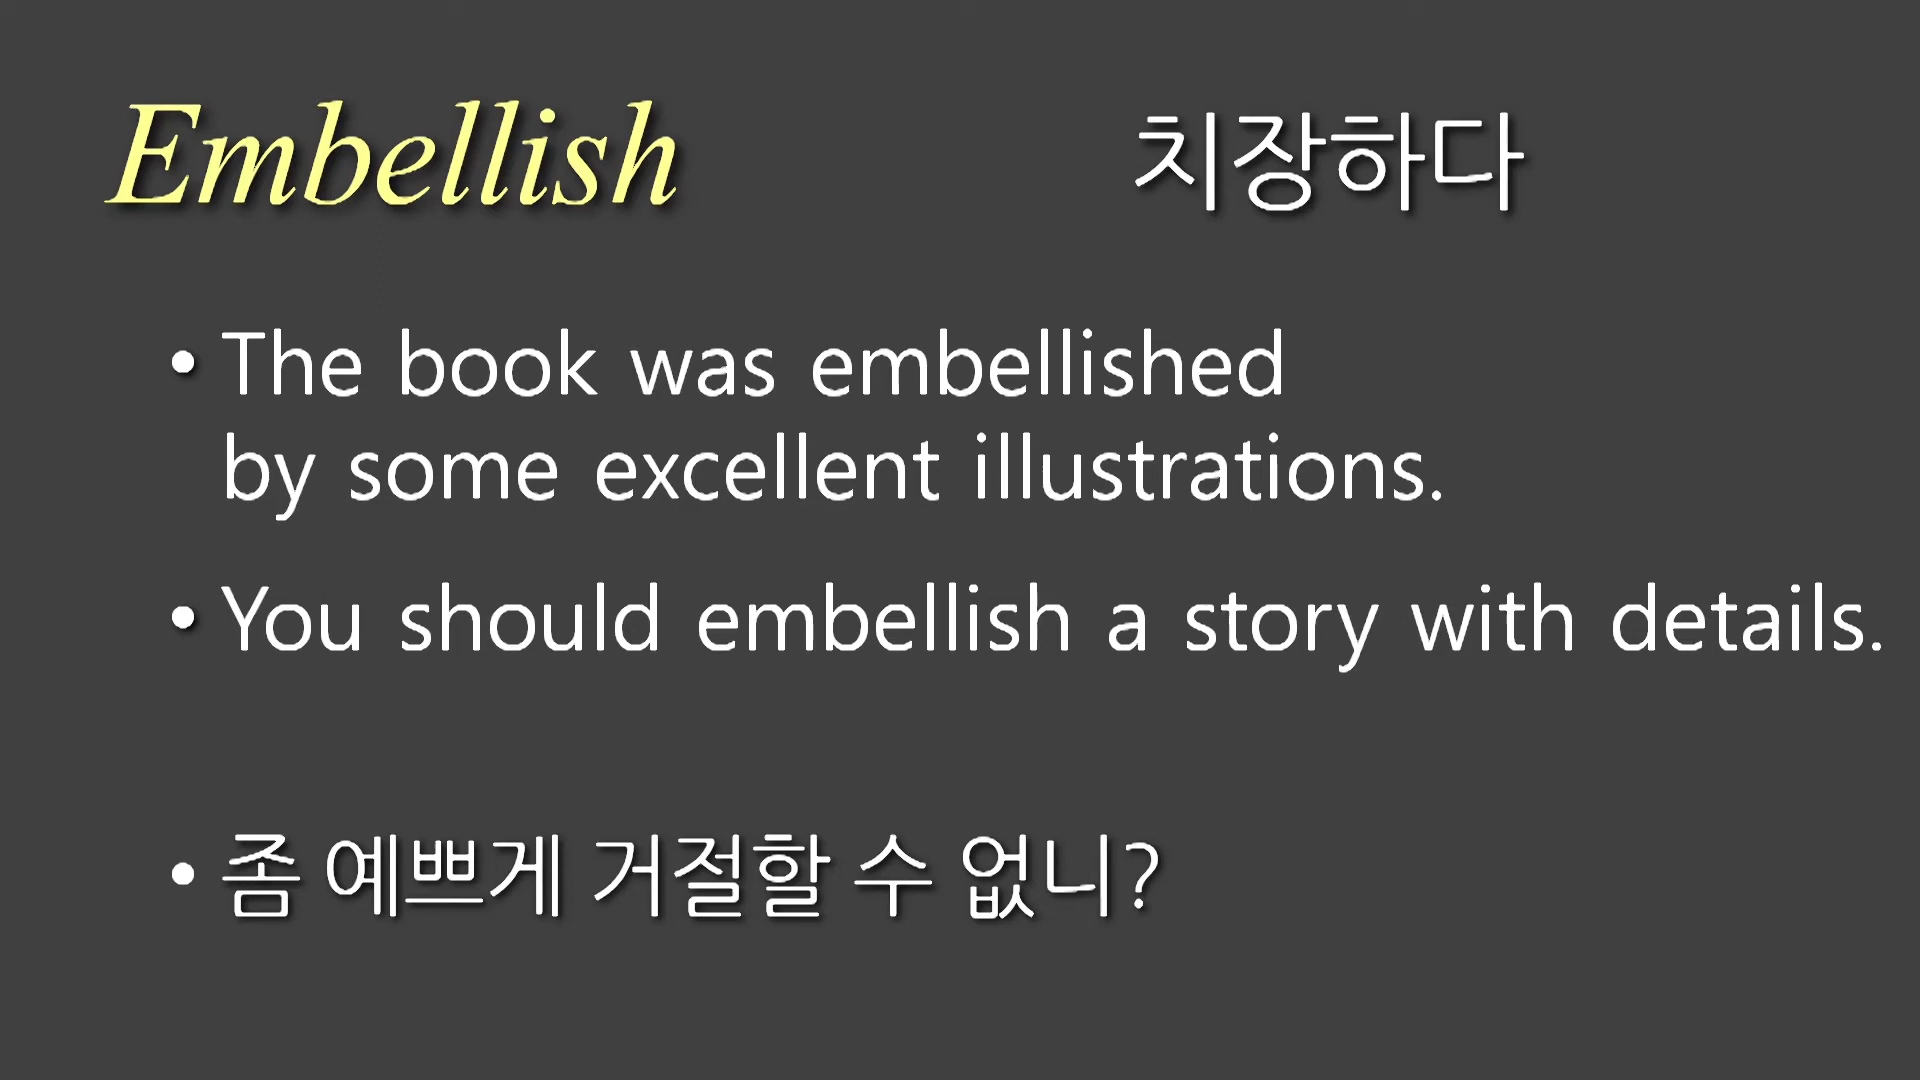 Embellish 치장하다
• The book was embellished
by some excellent illustrations.
• You should embellish a story with details.
• 좀 예쁘게 거절할 수 없니?